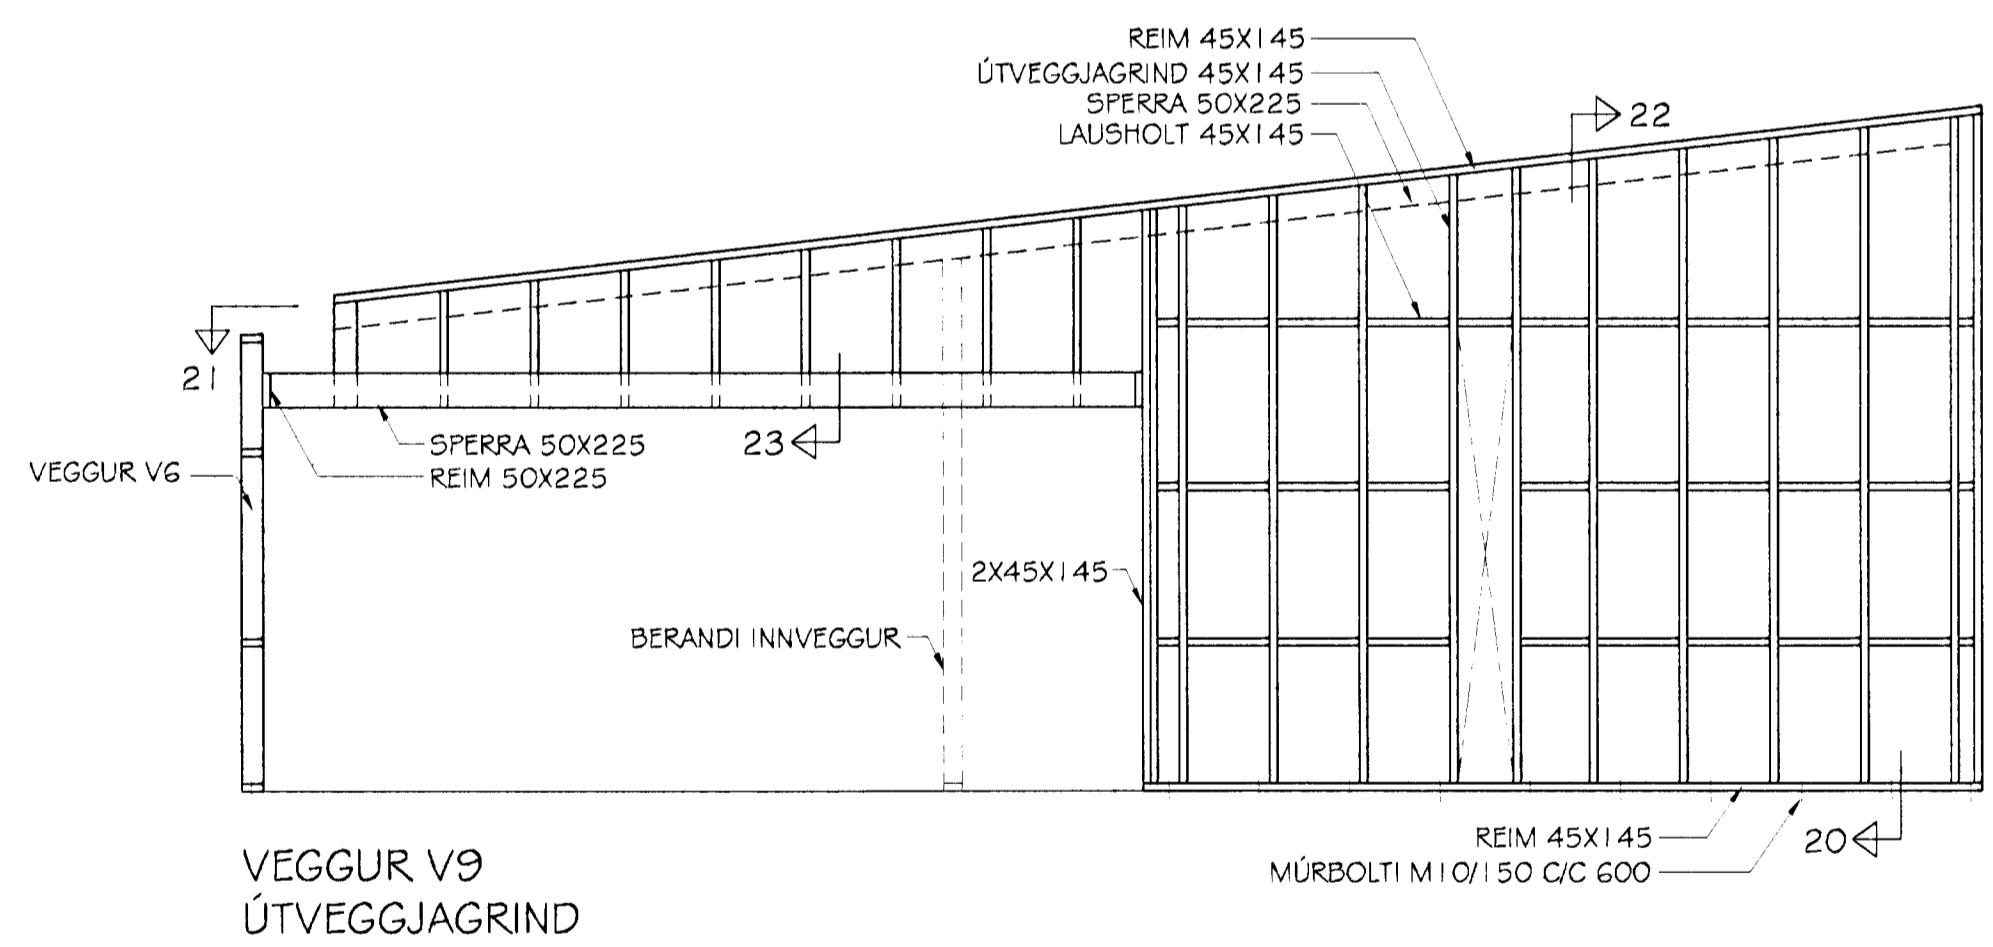 REIM 45X145
ÚTVEGGJAGRIND 45X145
SPERRA 50X225
LAUSHOLT 45X145
22
21
SPERRA 50X225
REIM 50X225
23
VEGGUR V6
2X45X145
BERANDI INNVEGGUR
REIM 45X145
MÚRBOLTI M10/150 C/C 600
20
VEGGUR V9
ÚTVEGGJAGRIND